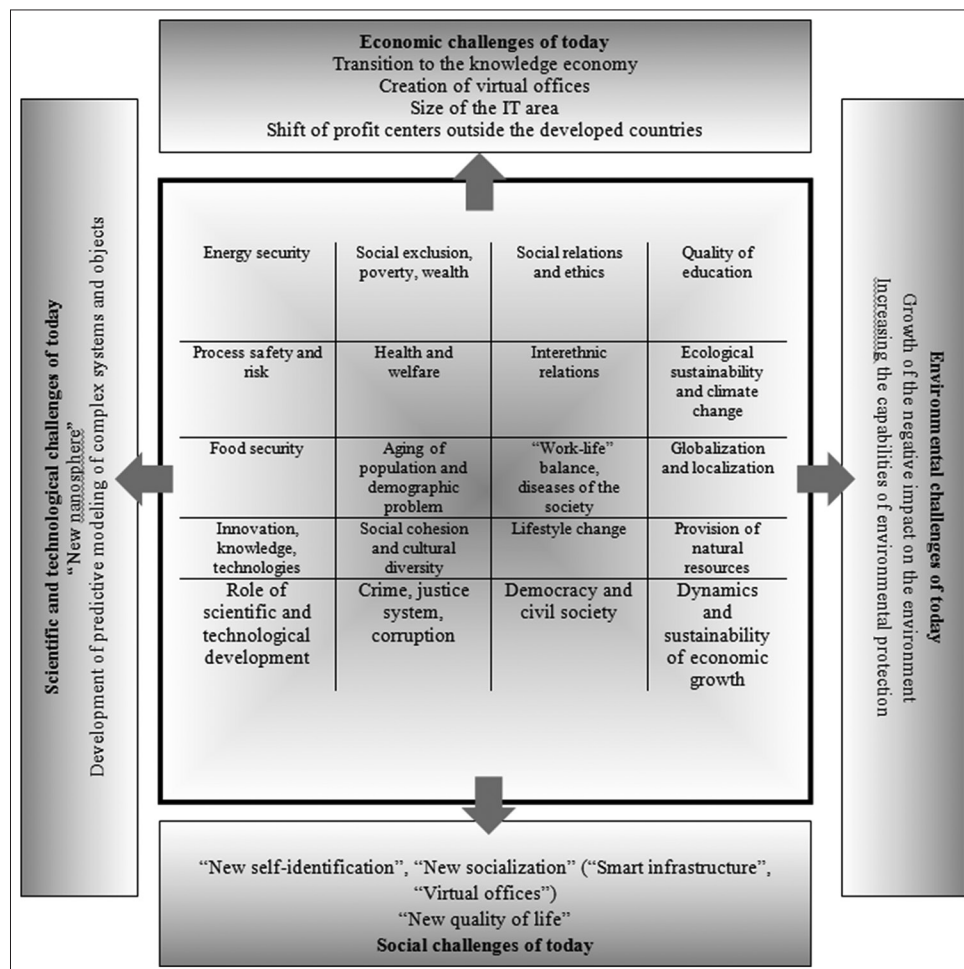 Economic challenges of today
Transition to the knowledge economy
Creation of virtual offices
Size of the IT area
Shift of profit centers outside the developed countries
Scientific and technological challenges of today
“New nanosphere”
Development of predictive modeling of complex systems and objects
Energy security
Social exclusion,
poverty, wealth
Social relations
and ethics
Quality of
education
Process safety and
risk
Health and
welfare
Interethnic
relations
Ecological
sustainability
and climate
change
Food security
Aging of
population and
demographic
problem
“Work-life”
balance,
diseases of the
society
Globalization
and localization
Innovation,
knowledge,
technologies
Social cohesion
and cultural
diversity
Lifestyle change
Provision of
natural
resources
Role of
scientific and
technological
development
Crime, justice
system,
corruption
Democracy and
civil society
Dynamics
and
sustainability
of economic
growth
Environmental challenges of today
Growth of the negative impact on the environment
Increasing the capabilities of environmental protection
“New self-identification”, “New socialization” (“Smart infrastructure”,
“Virtual offices”)
“New quality of life”
Social challenges of today